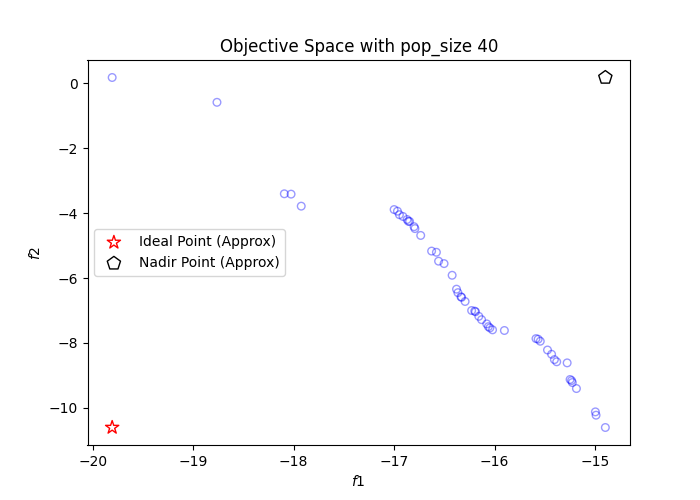 Objective Space with pop_size 40
0
−2
−4
−6
−8
−10
f2
Ideal Point (Approx)
Nadir Point (Approx)
−20
−19
−18
−17
−16
−15
f1